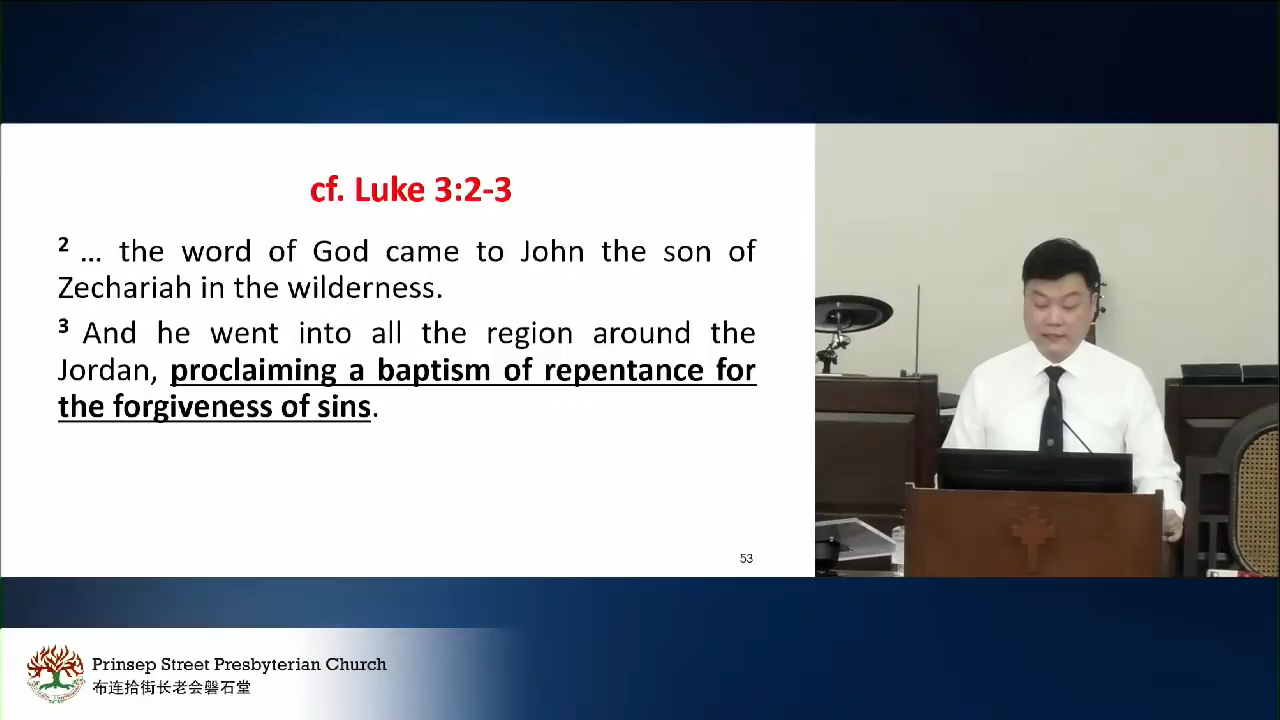 cf. Luke 3:2-3
2 ... the word of God came to John the son of
Zechariah in the wilderness.
3 And he went into all the region around the
Jordan, proclaiming a baptism of repentance for
the forgiveness of sins.
53
Prinsep Street Presbyterian Church
布连拾街长老会磐石堂